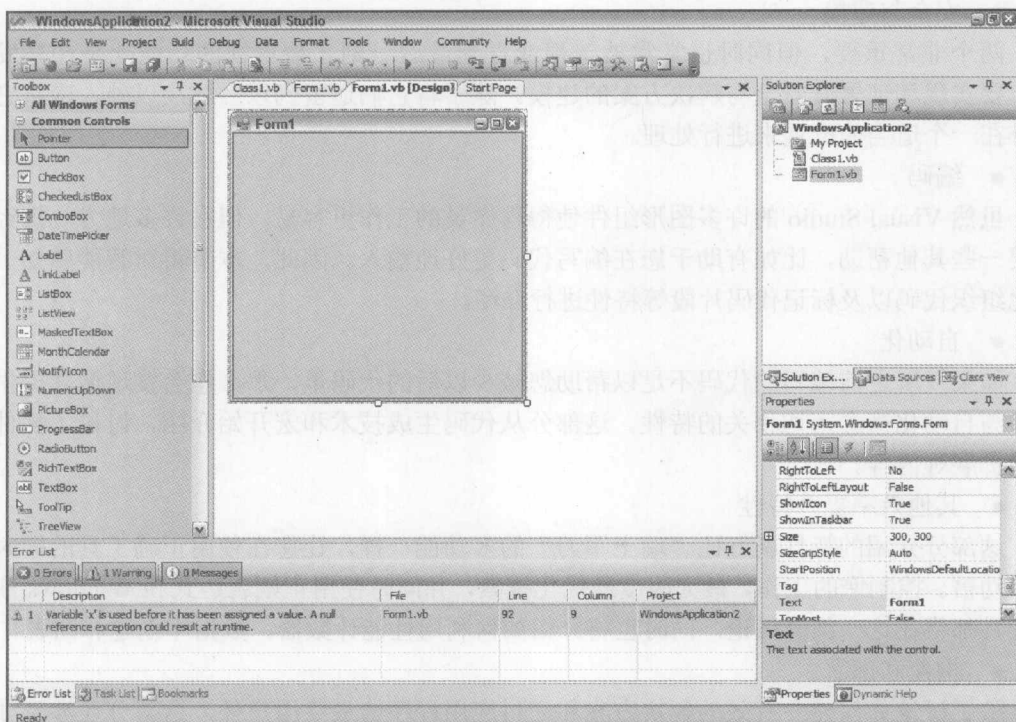 WindowsApplication2 - Microsoft Visual Studio
File Edit View Project Build Debug Data Format Tools Window Community Help
Toolbox
All Windows Forms
Common Controls
Pointer
Button
CheckBox
CheckedListBox
ComboBox
DateTimePicker
Label
LinkLabel
ListBox
ListView
MaskedTextBox
MonthCalendar
NotifyIcon
NumericUpDown
PictureBox
ProgressBar
RadioButton
RichTextBox
TextBox
ToolTip
TreeView
Class1.vb Form1.vb Form1.vb [Design] Start Page
Form1
Solution Explorer
WindowsApplication2
My Project
Class1.vb
Form1.vb
Solution Ex... Data Sources Class View
Properties
Form1 System.Windows.Forms.Form
RightToLeft No
RightToLeftLayout False
ShowIcon True
ShowInTaskbar True
Size 300, 300
SizeGripStyle Auto
StartPosition WindowsDefaultLocatio
Tag
Text Form1
TopMost False
Text
The text associated with the control.
Properties Dynamic Help
Error List
0 Errors 1 Warning 0 Messages
Description File Line Column Project
1 Variable 'x' is used before it has been assigned a value. A null Form1.vb 92 9 WindowsApplication2
reference exception could result at runtime.
Error List Task List Bookmarks
Ready